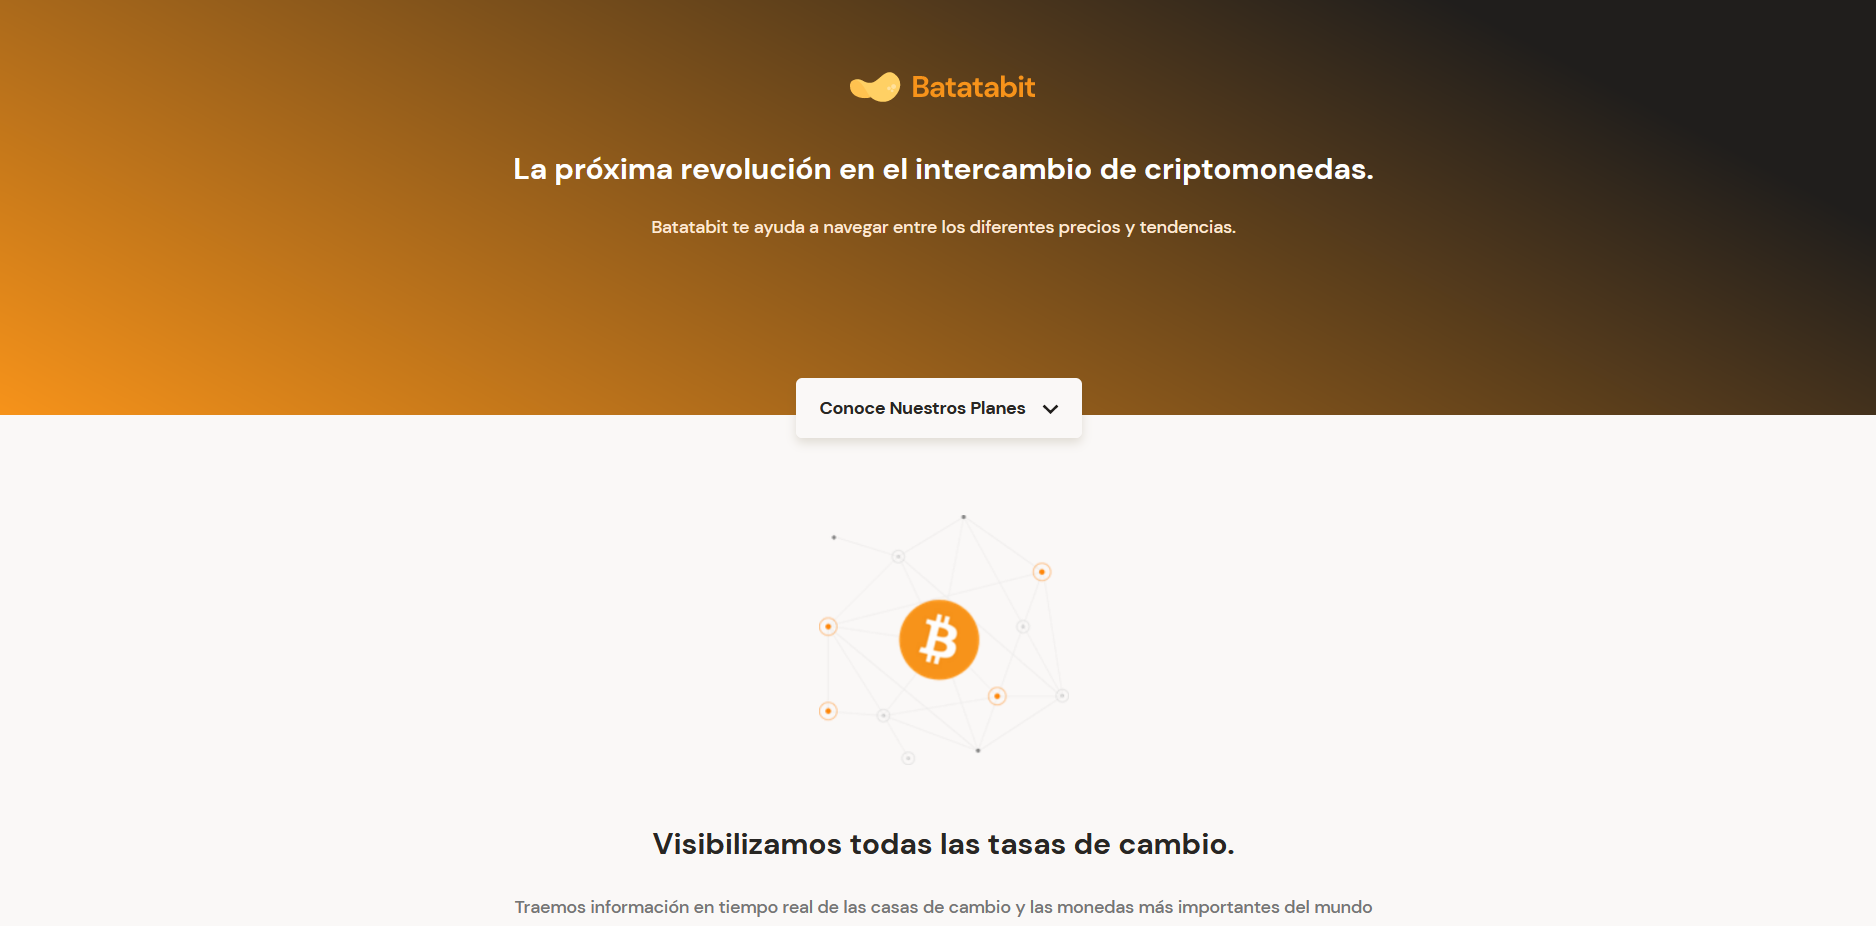 Batatabit
La próxima revolución en el intercambio de criptomonedas.
Batatabit te ayuda a navegar entre los diferentes precios y tendencias.
Conoce Nuestros Planes
Visibilizamos todas las tasas de cambio.
Traemos información en tiempo real de las casas de cambio y las monedas más importantes del mundo